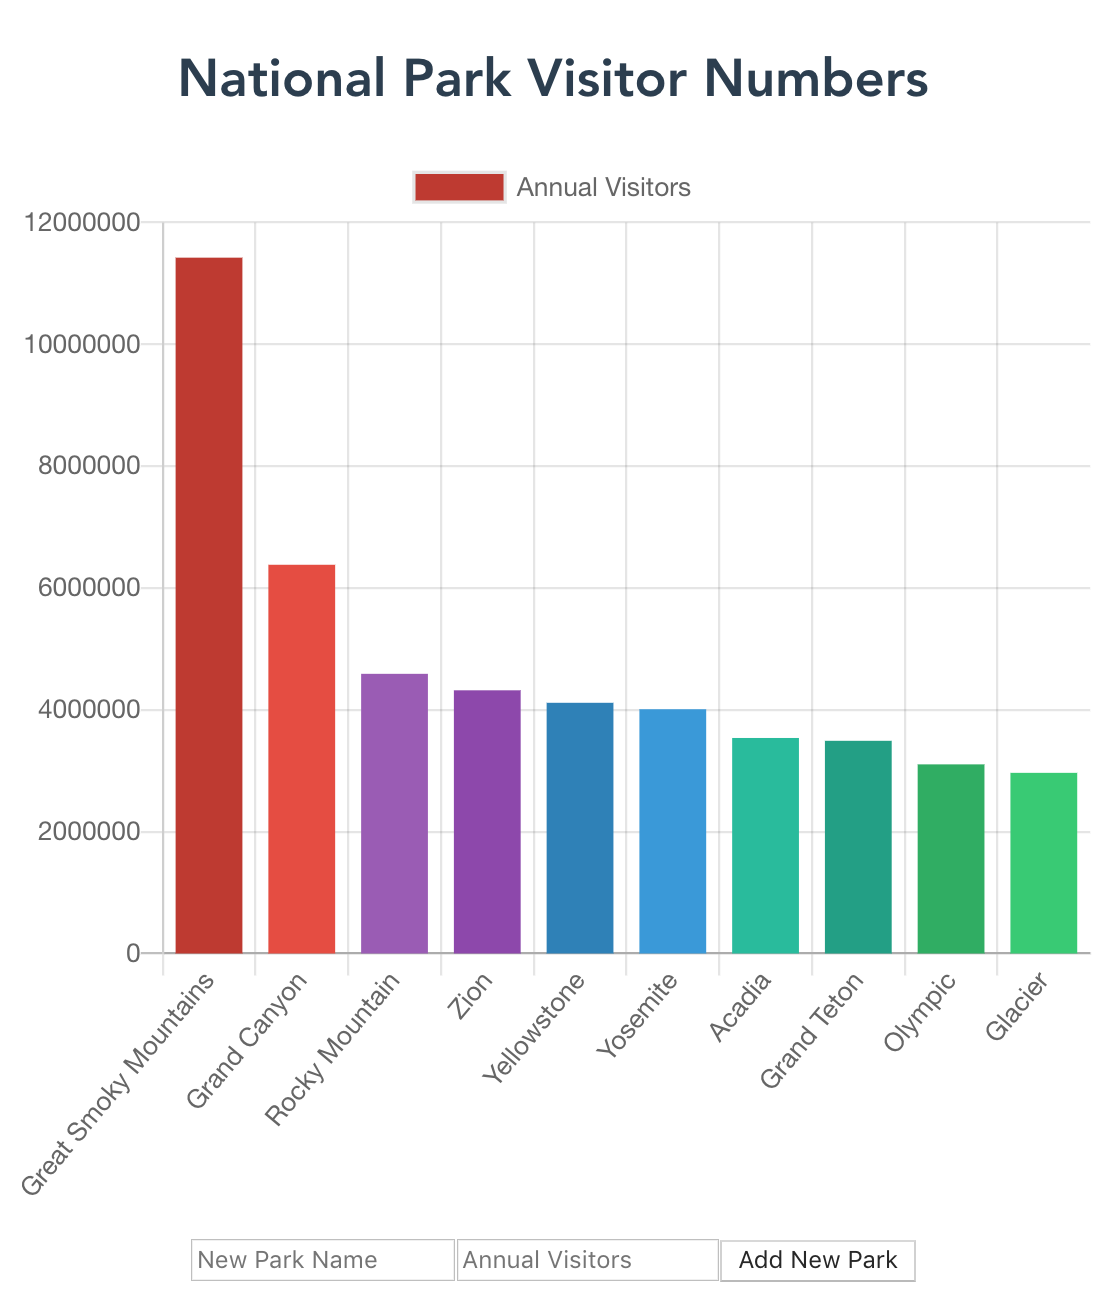 National Park Visitor Numbers
Annual Visitors
12000000
10000000
8000000
6000000
4000000
2000000
0
Great Smoky Mountains
Grand Canyon
Rocky Mountain
Zion
Yellowstone
Yosemite
Acadia
Grand Teton
Olympic
Glacier
New Park Name
Annual Visitors
Add New Park